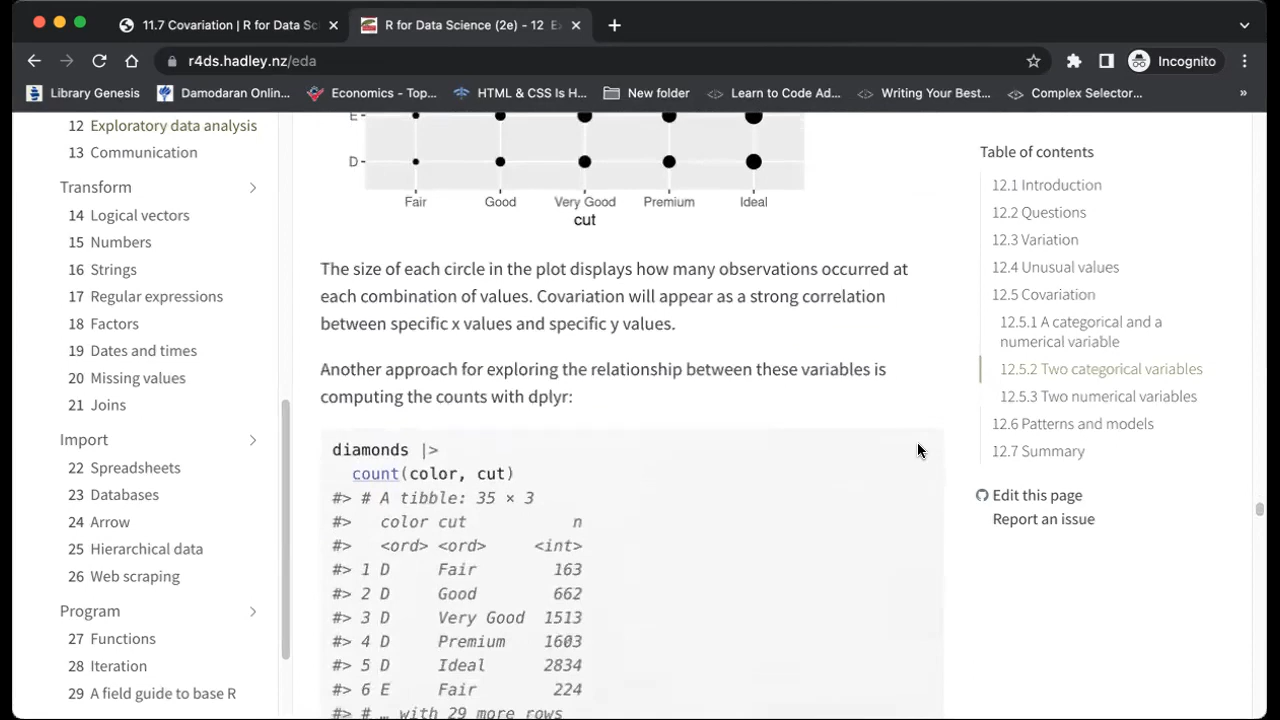 11.7 Covariation | R for Data Sc
R for Data Science (2e) - 12 Ex
r4ds.hadley.nz/eda
Incognito
Library Genesis
Damodaran Onlin...
Economics - Top...
HTML & CSS Is H...
New folder
Learn to Code Ad...
Writing Your Best...
Complex Selector...
»
12 Exploratory data analysis
13 Communication
Transform
14 Logical vectors
15 Numbers
16 Strings
17 Regular expressions
18 Factors
19 Dates and times
20 Missing values
21 Joins
Import
22 Spreadsheets
23 Databases
24 Arrow
25 Hierarchical data
26 Web scraping
Program
27 Functions
28 Iteration
29 A field guide to base R
E
D
Fair Good Very Good Premium Ideal
cut
The size of each circle in the plot displays how many observations occurred at
each combination of values. Covariation will appear as a strong correlation
between specific x values and specific y values.
Another approach for exploring the relationship between these variables is
computing the counts with dplyr:
diamonds |>
count(color, cut)
#> # A tibble: 35 × 3
#> color cut n
#> <ord> <ord> <int>
#> 1 D Fair 163
#> 2 D Good 662
#> 3 D Very Good 1513
#> 4 D Premium 1603
#> 5 D Ideal 2834
#> 6 E Fair 224
#> # … with 29 more rows
Table of contents
12.1 Introduction
12.2 Questions
12.3 Variation
12.4 Unusual values
12.5 Covariation
12.5.1 A categorical and a
numerical variable
12.5.2 Two categorical variables
12.5.3 Two numerical variables
12.6 Patterns and models
12.7 Summary
Edit this page
Report an issue